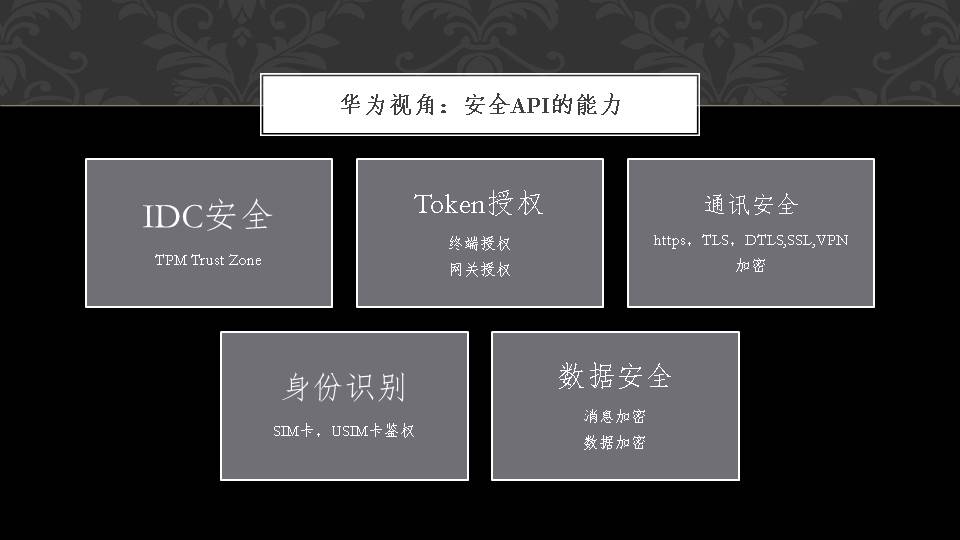 华为视角：安全API的能力
IDC安全
TPM Trust Zone
Token授权
终端授权
网关授权
通讯安全
https，TLS，DTLS,SSL,VPN
加密
身份识别
SIM卡，USIM卡鉴权
数据安全
消息加密
数据加密